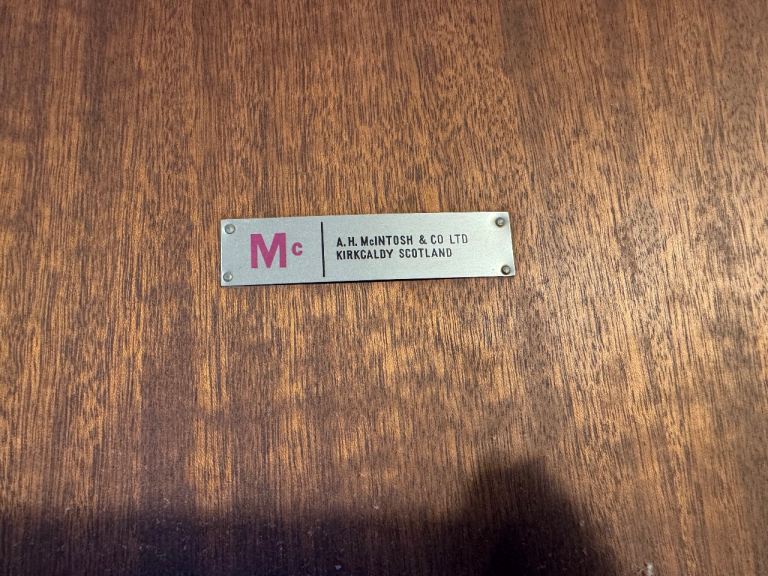 Mc
A.H. McINTOSH & CO LTD
KIRKCALDY SCOTLAND